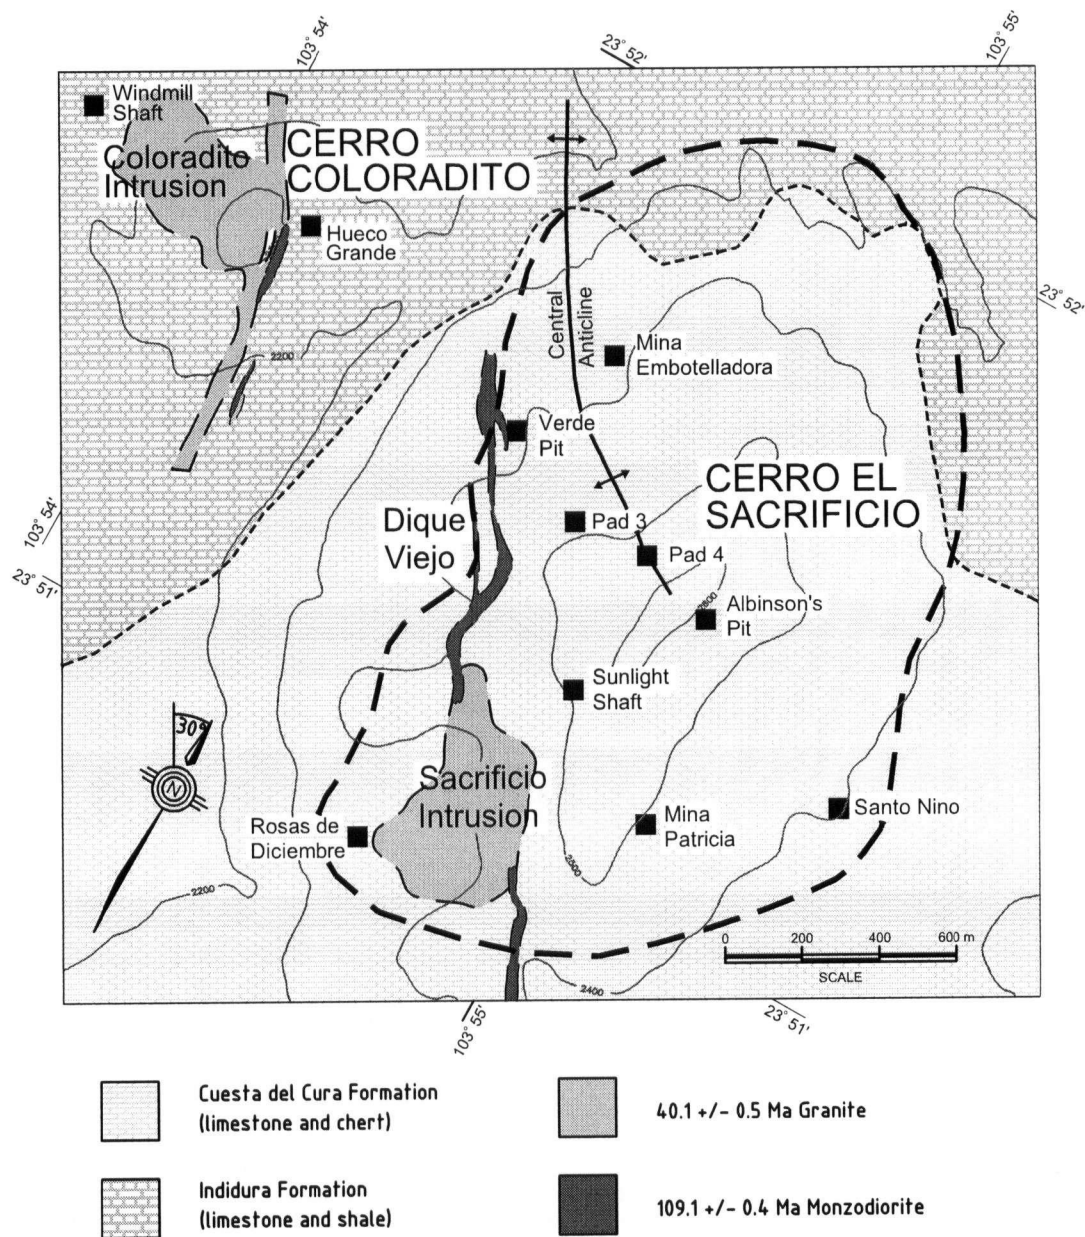 103° 54'
23° 52'
103° 55'
Windmill
Shaft
Coloradito
Intrusion
CERRO
COLORADITO
Hueco
Grande
23° 52'
Central
Anticline
2200
Mina
Embotelladora
Verde
Pit
CERRO EL
SACRIFICIO
Dique
Viejo
Pad 3
Pad 4
103° 54'
23° 51'
Albinson's
Pit
Sunlight
Shaft
30°
N
Sacrificio
Intrusion
Rosas de
Diciembre
Mina
Patricia
Santo Nino
2500
2200
2400
0 200 400 600 m
SCALE
103° 55'
23° 51'
Cuesta del Cura Formation
(limestone and chert)
40.1 +/- 0.5 Ma Granite
Indidura Formation
(limestone and shale)
109.1 +/- 0.4 Ma Monzodiorite